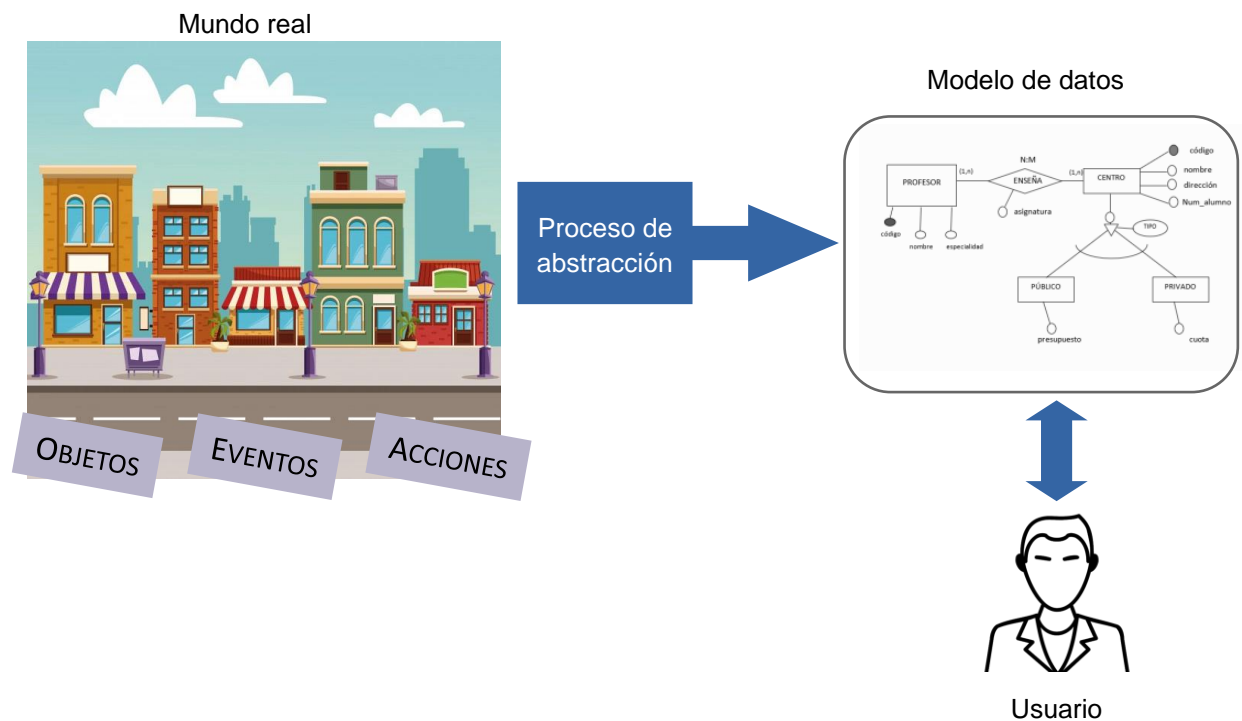 Mundo real
OBJETOS
EVENTOS
ACCIONES
Proceso de
abstracción
Modelo de datos
PROFESOR
(1,n)
N:M
ENSEÑA
(1,n)
CENTRO
código
nombre
dirección
Num_alumno
asignatura
código
nombre
especialidad
TIPO
PÚBLICO
PRIVADO
presupuesto
cuota
Usuario